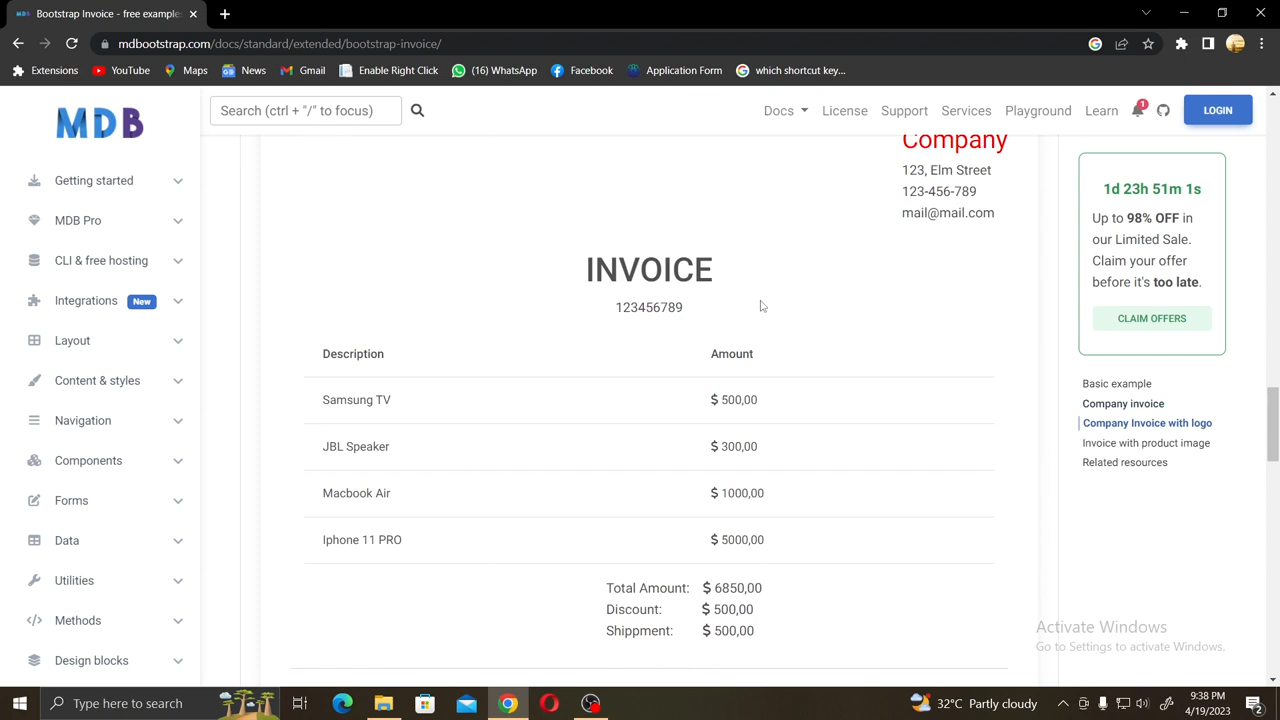 Bootstrap Invoice - free example
mdbootstrap.com/docs/standard/extended/bootstrap-invoice/
Extensions YouTube Maps News Gmail Enable Right Click (16) WhatsApp Facebook Application Form which shortcut key...
MDB
Search (ctrl + "/" to focus)
Docs License Support Services Playground Learn 1 LOGIN
Getting started
MDB Pro
CLI & free hosting
Integrations New
Layout
Content & styles
Navigation
Components
Forms
Data
Utilities
Methods
Design blocks
Company
123, Elm Street
123-456-789
mail@mail.com
INVOICE
123456789
Description Amount
Samsung TV $ 500,00
JBL Speaker $ 300,00
Macbook Air $ 1000,00
Iphone 11 PRO $ 5000,00
Total Amount: $ 6850,00
Discount: $ 500,00
Shippment: $ 500,00
1d 23h 51m 1s
Up to 98% OFF in
our Limited Sale.
Claim your offer
before it's too late.
CLAIM OFFERS
Basic example
Company invoice
Company Invoice with logo
Invoice with product image
Related resources
Activate Windows
Go to Settings to activate Windows.
Type here to search
32°C Partly cloudy
9:38 PM
4/19/2023
2